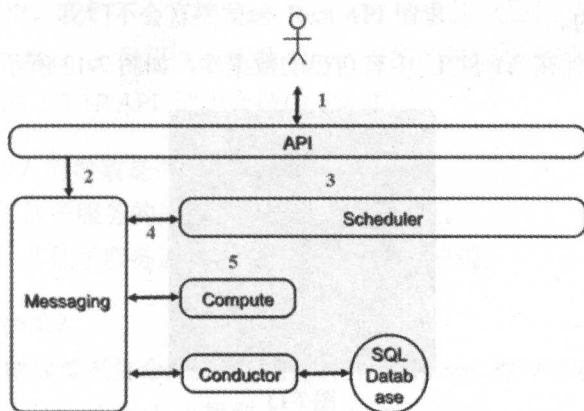 1
API
2
3
Scheduler
4
5
Messaging
Compute
Conductor
SQL
Datab
ase